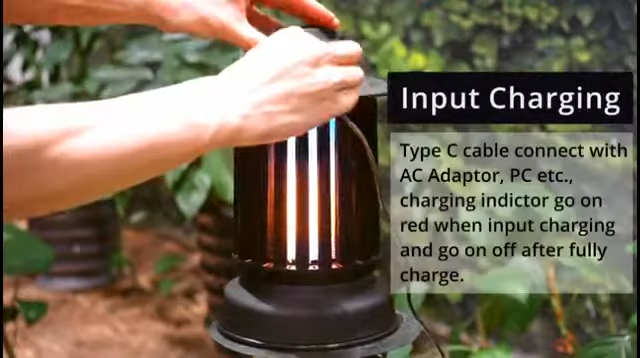 Input Charging
Type C cable connect with
AC Adaptor, PC etc.,
charging indictor go on
red when input charging
and go on off after fully
charge.